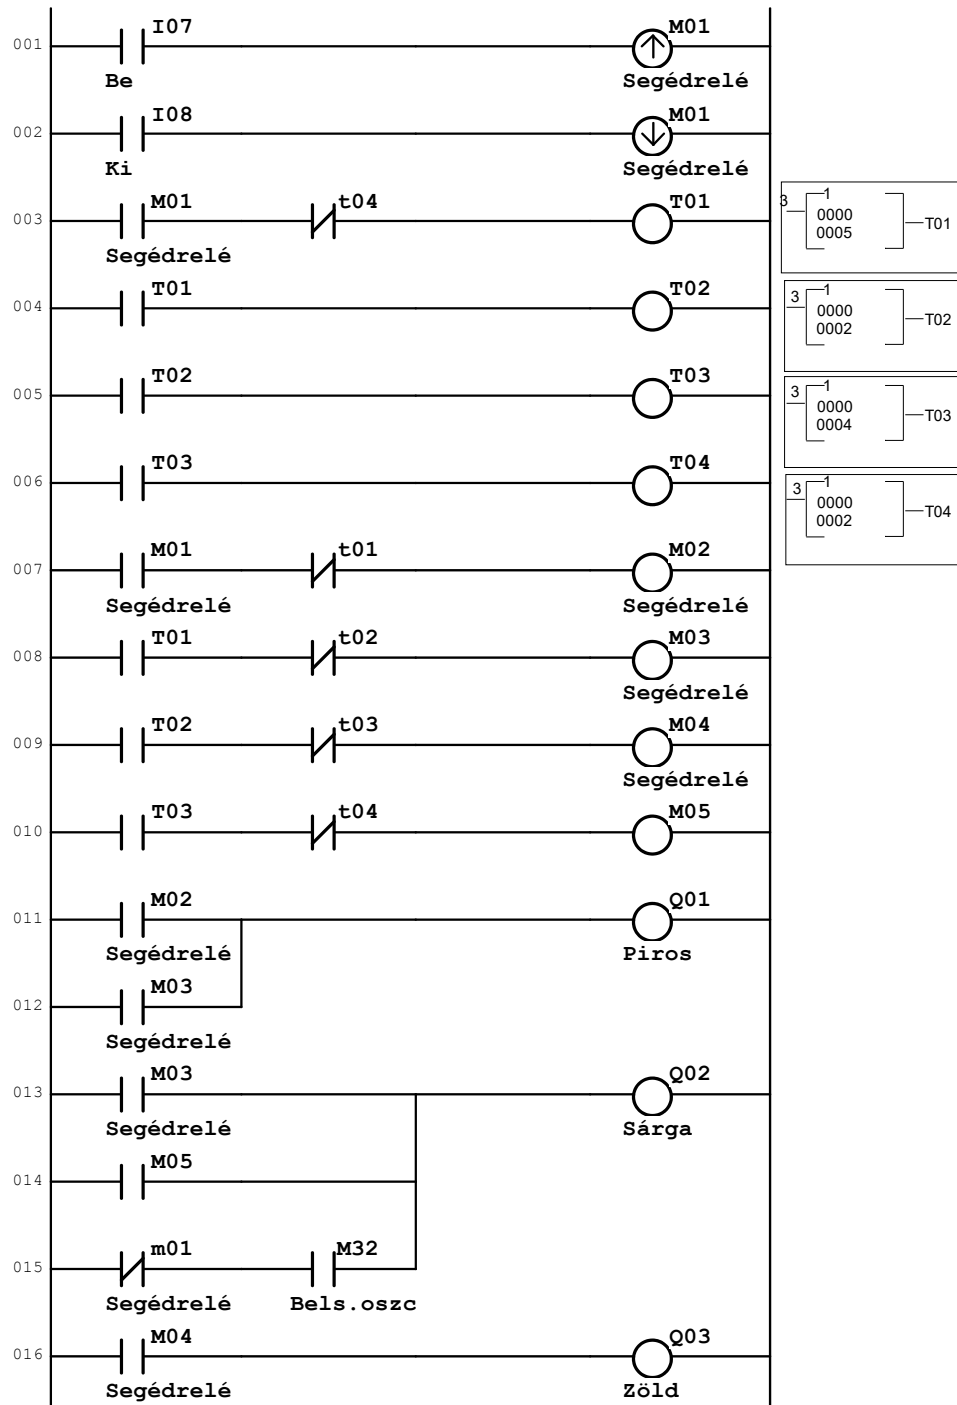 I07 M01
001
Be Segédrelé
I08 M01
002
Ki Segédrelé
M01 t04 T01
003
Segédrelé
3 1
0000
0005
T01
T01 T02
004
3 1
0000
0002
T02
T02 T03
005
3 1
0000
0004
T03
T03 T04
006
3 1
0000
0002
T04
M01 t01 M02
007
Segédrelé Segédrelé
T01 t02 M03
008
Segédrelé
T02 t03 M04
009
Segédrelé
T03 t04 M05
010
M02 Q01
011
Segédrelé Piros
M03
012
Segédrelé
M03 Q02
013
Segédrelé Sárga
M05
014
m01 M32
015
Segédrelé Bels.oszc
M04 Q03
016
Segédrelé Zöld